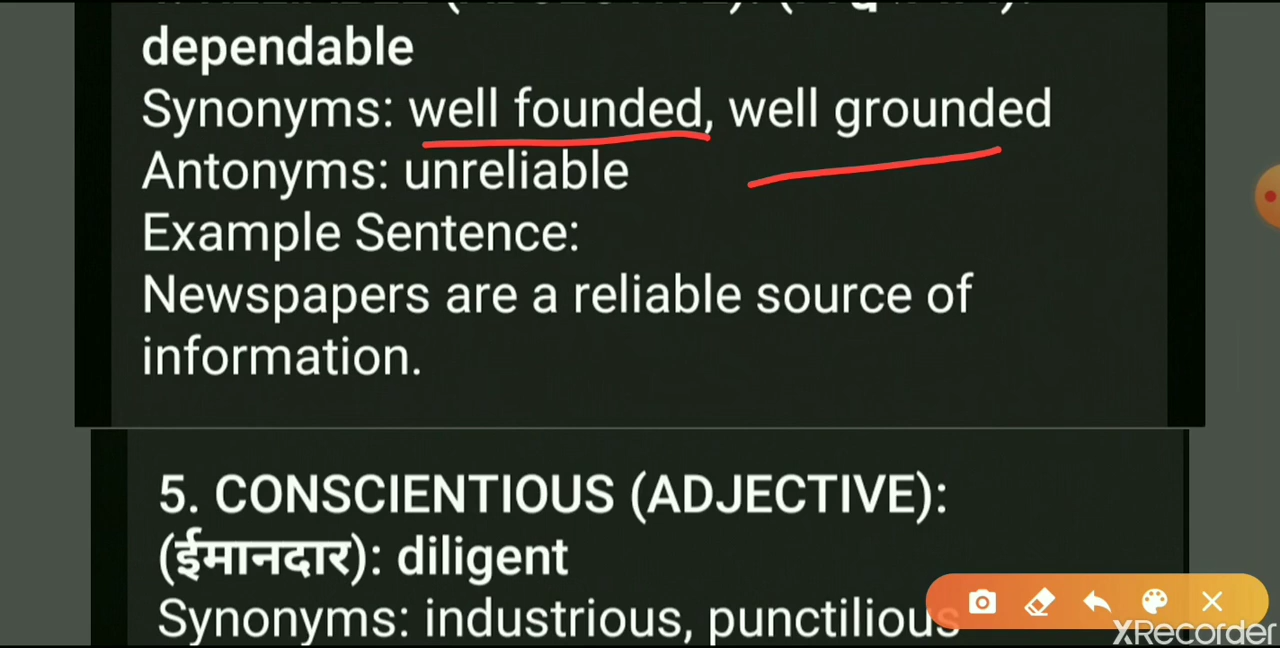 dependable
Synonyms: well founded, well grounded
Antonyms: unreliable
Example Sentence:
Newspapers are a reliable source of
information.
5. CONSCIENTIOUS (ADJECTIVE):
(ईमानदार): diligent
Synonyms: industrious, punctilious
XRecorder